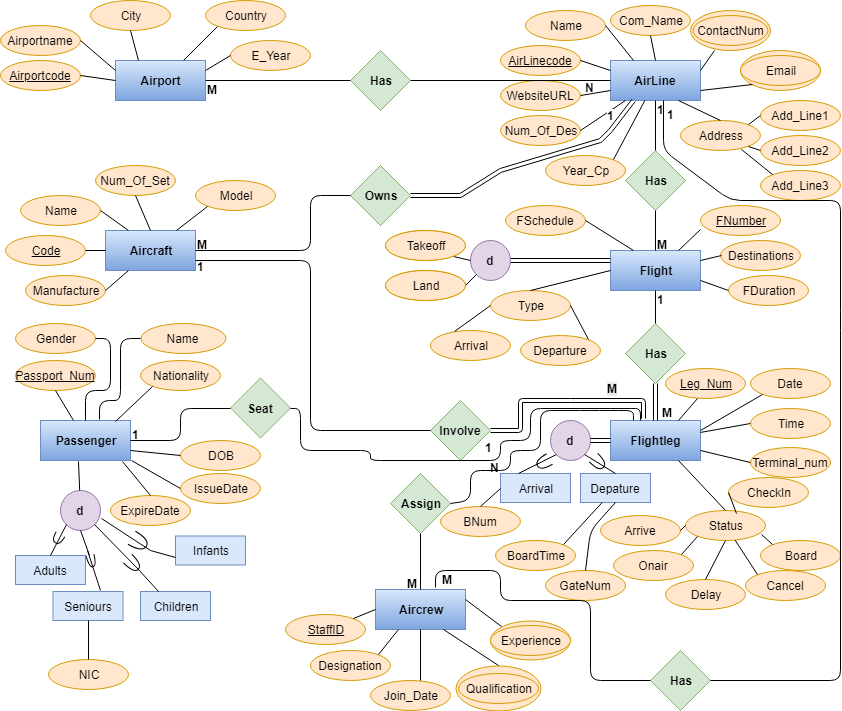 City
Country
Airportname
E_Year
Airportcode
Airport
M
Has
Name
Com_Name
ContactNum
AirLinecode
AirLine
Email
WebsiteURL
N
Num_Of_Des
1
1
1
Address
Add_Line1
Add_Line2
Add_Line3
Year_Cp
Has
Owns
Num_Of_Set
Model
Name
Code
Aircraft
M
1
Manufacture
FSchedule
FNumber
Takeoff
d
M
Destinations
Flight
Land
FDuration
Type
1
Arrival
Departure
Has
Gender
Name
Passport_Num
Nationality
Passenger
1
Seat
DOB
IssueDate
ExpireDate
d
Infants
Adults
Seniours
Children
NIC
Involve
M
1
Leg_Num
Date
M
Time
d
Flightleg
Terminal_num
N
Arrival
Depature
CheckIn
Assign
BNum
Status
Arrive
BoardTime
Board
Onair
GateNum
Delay
Cancel
M
M
Aircrew
StaffID
Experience
Designation
Join_Date
Qualification
Has